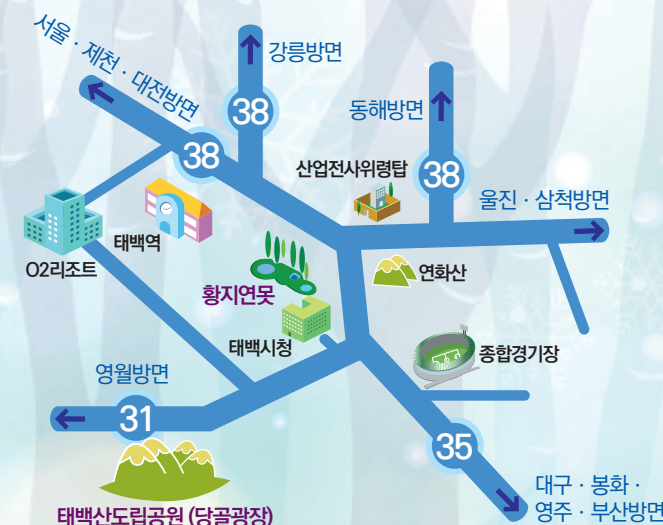 서울 · 제천 · 대전방면
강릉방면
38
38
동해방면
38
산업전사위령탑
울진 · 삼척방면
태백역
O2리조트
연화산
황지연못
태백시청
종합경기장
영월방면
31
35
태백산도립공원 (당골광장)
대구 · 봉화 ·
영주 · 부산방면